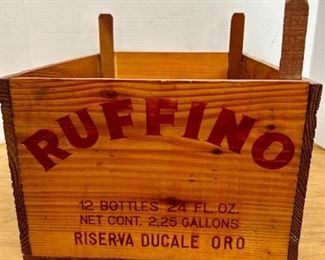 RUFFINO
12 BOTTLES 24 FL. OZ.
NET CONT. 2,25 GALLONS
RISERVA DUCALE ORO